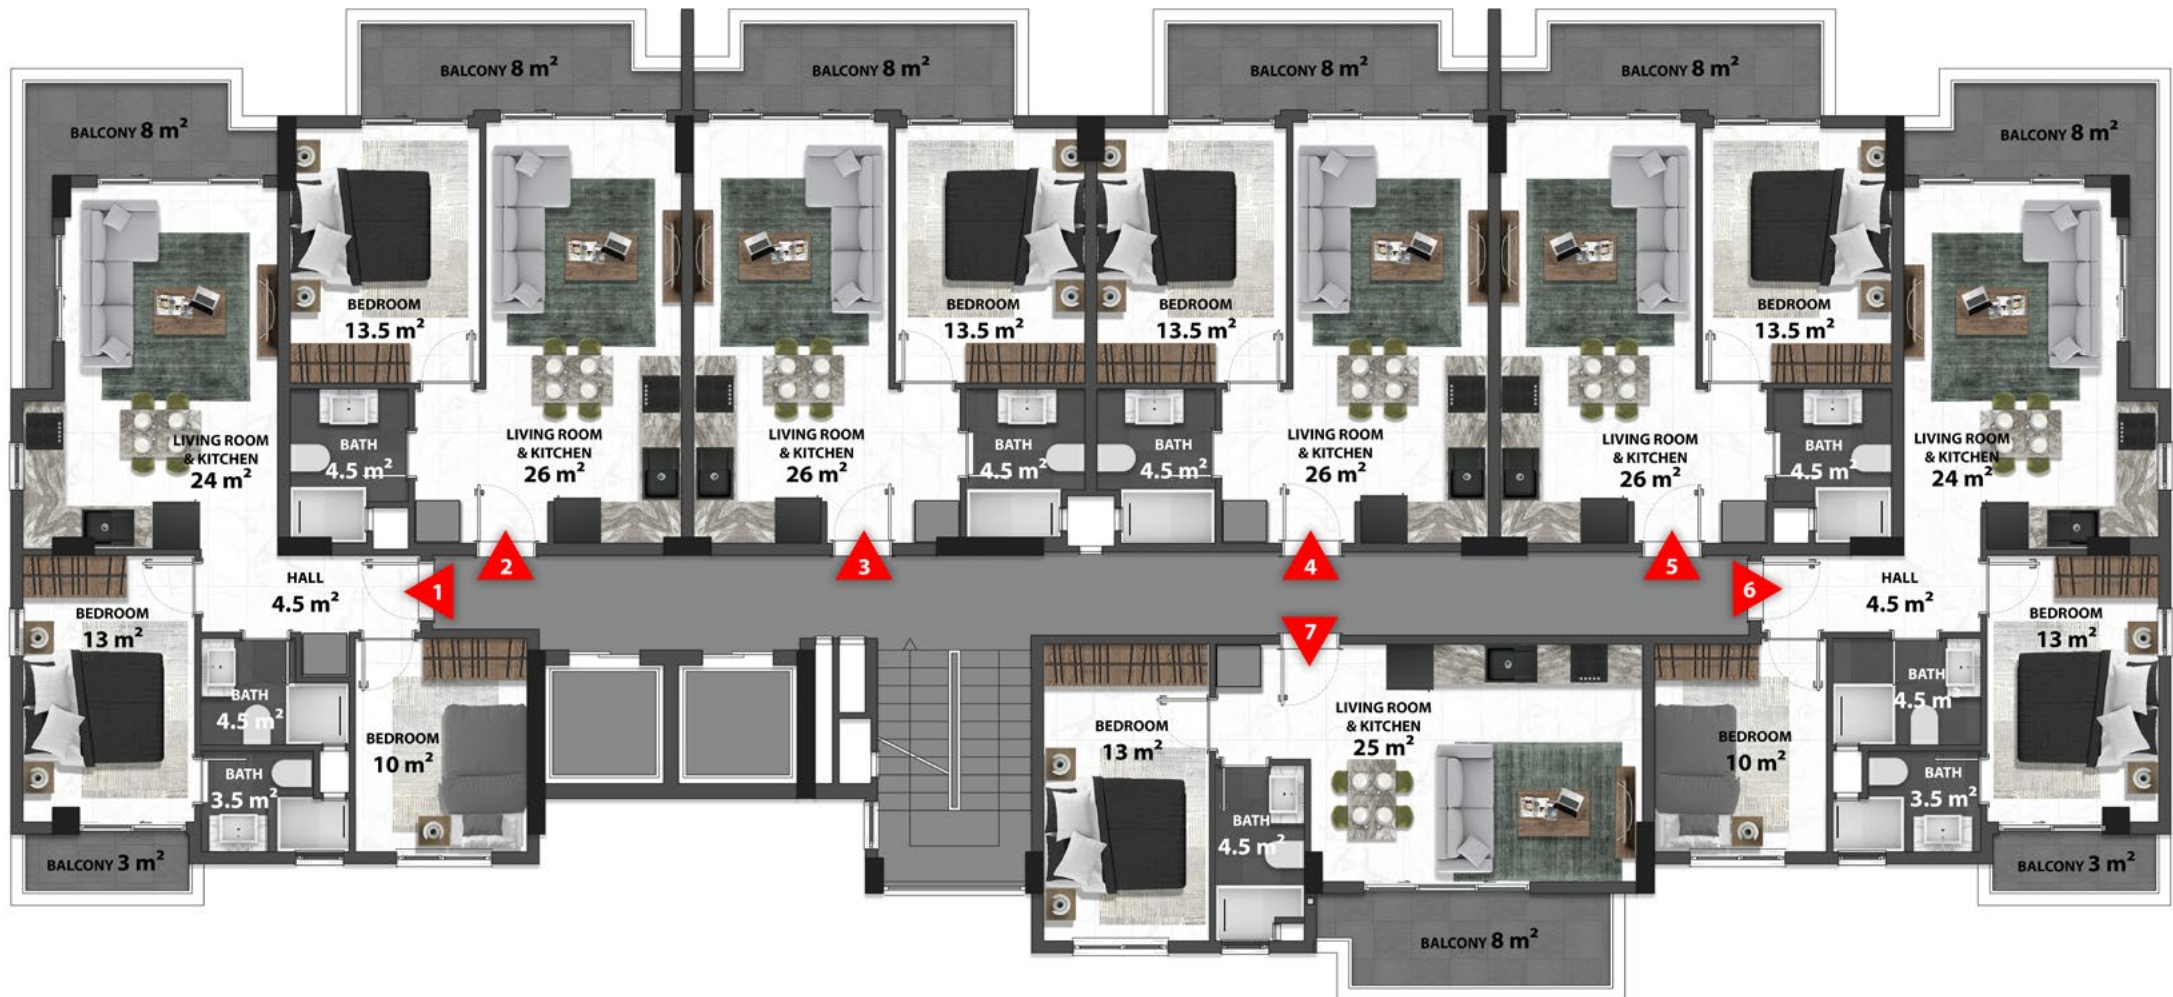 BALCONY 8 m²
BALCONY 8 m²
BALCONY 8 m²
BALCONY 8 m²
BALCONY 8 m²
BALCONY 8 m²
BALCONY 8 m²
BEDROOM
13.5 m²
BEDROOM
13.5 m²
BEDROOM
13.5 m²
BEDROOM
13.5 m²
LIVING ROOM
& KITCHEN
24 m²
BATH
4.5 m²
LIVING ROOM
& KITCHEN
26 m²
LIVING ROOM
& KITCHEN
26 m²
BATH
4.5 m²
BATH
4.5 m²
LIVING ROOM
& KITCHEN
26 m²
LIVING ROOM
& KITCHEN
26 m²
BATH
4.5 m²
LIVING ROOM
& KITCHEN
24 m²
2
3
4
5
HALL
4.5 m²
1
6
HALL
4.5 m²
BEDROOM
13 m²
7
BEDROOM
13 m²
BATH
4.5 m²
BEDROOM
10 m²
BEDROOM
13 m²
LIVING ROOM
& KITCHEN
25 m²
BEDROOM
10 m²
BATH
4.5 m
BATH
3.5 m²
BATH
4.5 m²
BATH
3.5 m²
BALCONY 3 m²
BALCONY 3 m²
BALCONY 8 m²